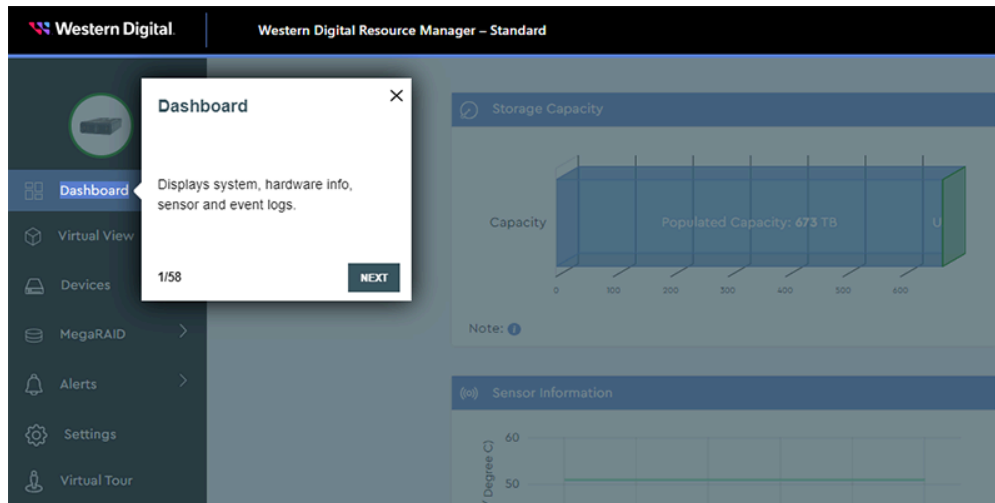 Western Digital.
Western Digital Resource Manager – Standard
Dashboard
Displays system, hardware info,
sensor and event logs.
1/58
NEXT
Dashboard
Virtual View
Devices
MegaRAID
Alerts
Settings
Virtual Tour
Storage Capacity
Capacity
Populated Capacity: 673 TB
U
0 100 200 300 400 500 600
Note:
Sensor Information
60
50
Degree C)